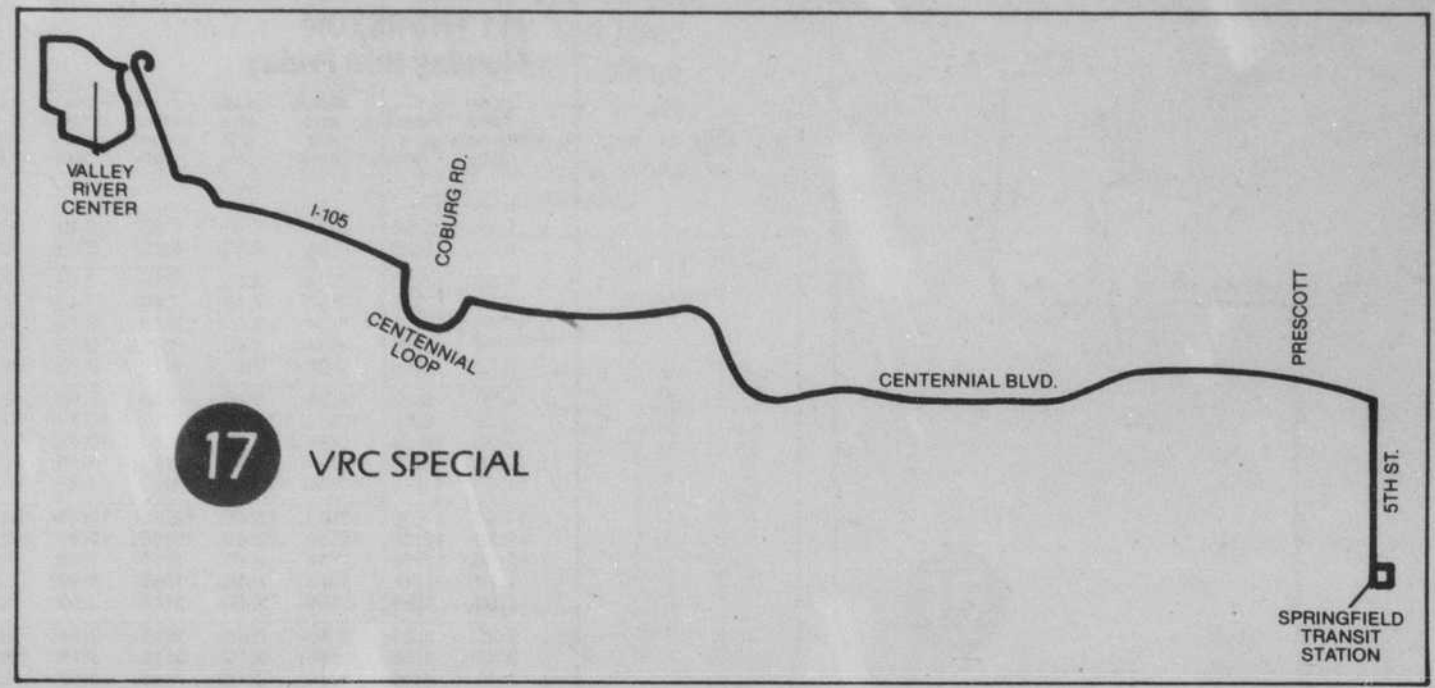 VALLEY
RIVER
CENTER
I-105
COBURG RD.
CENTENNIAL
LOOP
CENTENNIAL BLVD.
PRESCOTT
17 VRC SPECIAL
5TH ST.
SPRINGFIELD
TRANSIT
STATION